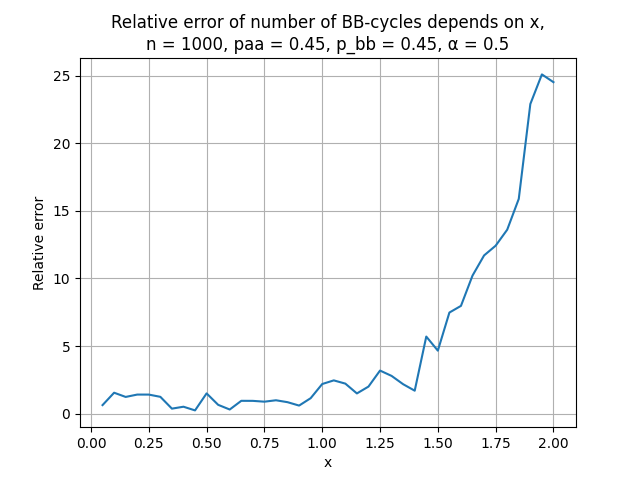 Relative error of number of BB-cycles depends on x,
n = 1000, paa = 0.45, p_bb = 0.45, α = 0.5
Relative error
25
20
15
10
5
0
0.00 0.25 0.50 0.75 1.00 1.25 1.50 1.75 2.00
x